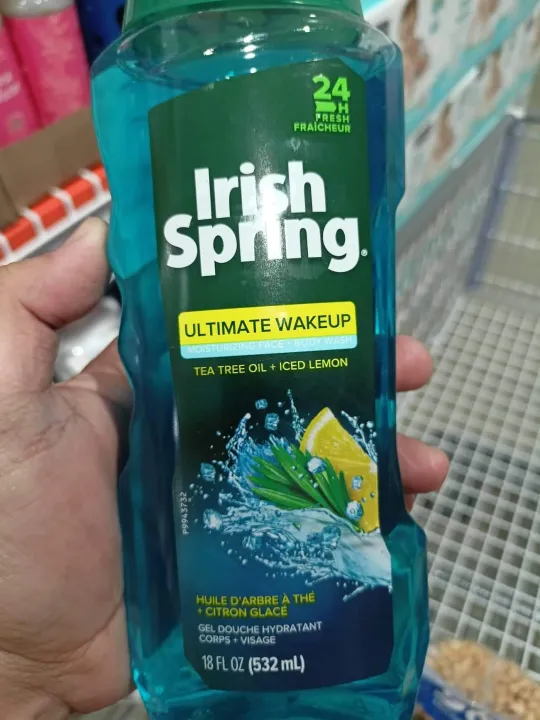 24
H
FRESH
FRAÎCHEUR
Irish
Spring®
ULTIMATE WAKEUP
MOISTURIZING FACE + BODY WASH
TEA TREE OIL + ICED LEMON
P9943732
HUILE D'ARBRE À THÉ
+ CITRON GLACÉ
GEL DOUCHE HYDRATANT
CORPS + VISAGE
18 FL OZ (532 mL)